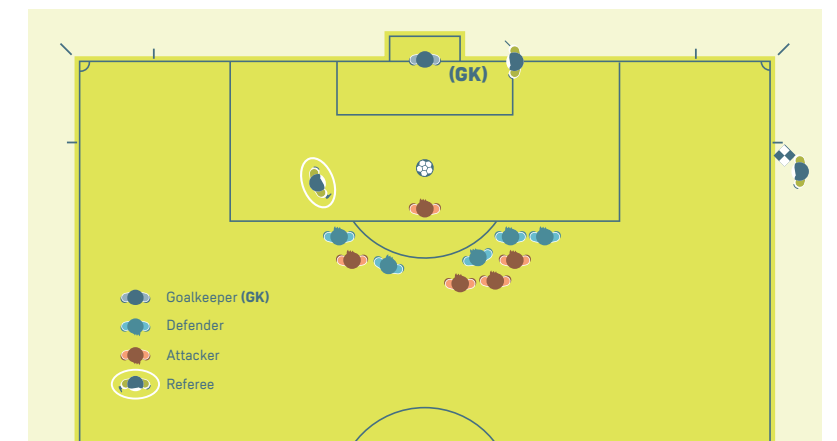 (GK)
Goalkeeper (GK)
Defender
Attacker
Referee